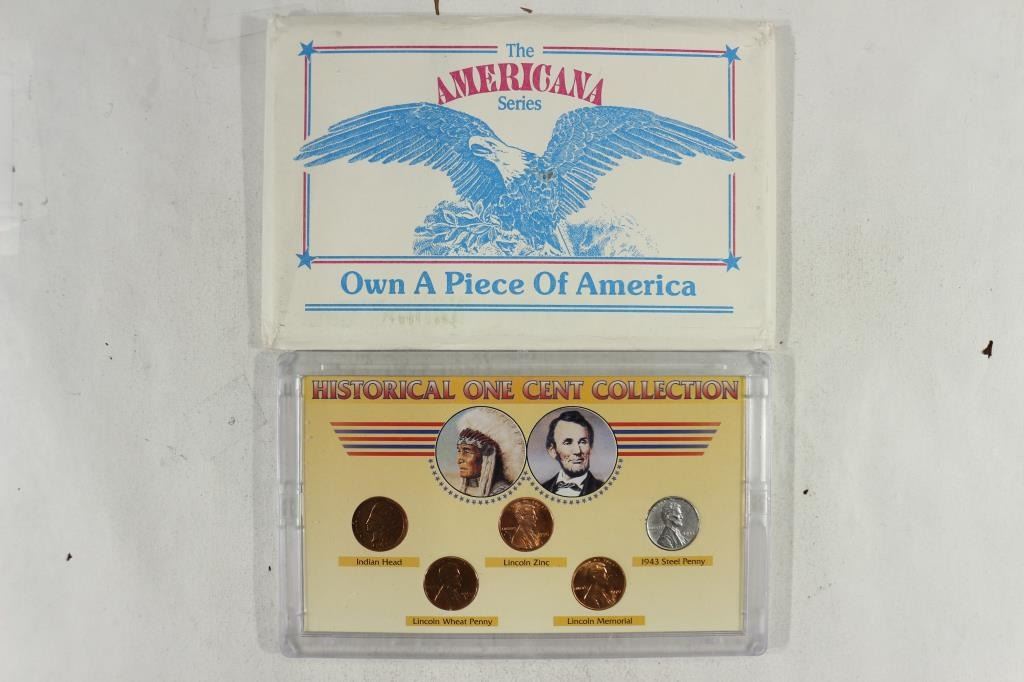 The
AMERICANA
Series
Own A Piece Of America
HISTORICAL ONE CENT COLLECTION
Indian Head
Lincoln Zinc
1943 Steel Penny
Lincoln Wheat Penny
Lincoln Memorial